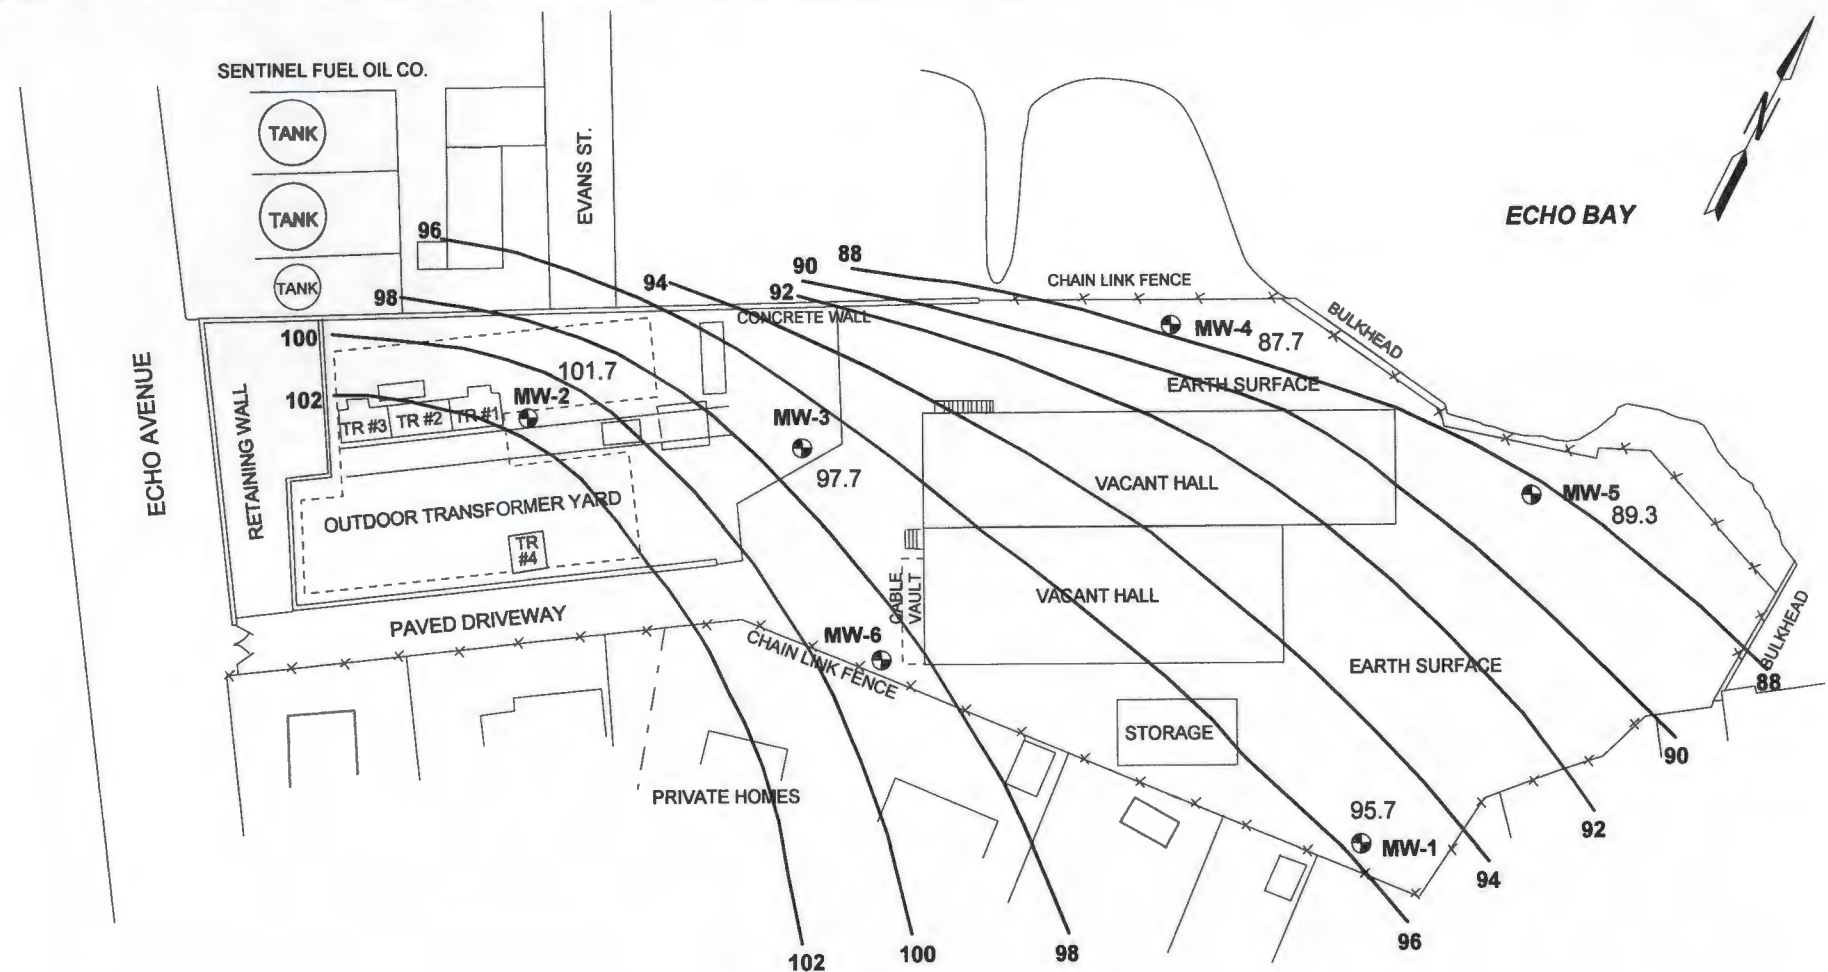 SENTINEL FUEL OIL CO.
TANK
TANK
TANK
EVANS ST.
N
ECHO BAY
96
98
100
102
94
90
88
92
CONCRETE WALL
CHAIN LINK FENCE
BULKHEAD
MW-4
87.7
EARTH SURFACE
ECHO AVENUE
RETAINING WALL
101.7
MW-2
TR #3
TR #2
TR #1
MW-3
97.7
VACANT HALL
MW-5
89.3
OUTDOOR TRANSFORMER YARD
TR
#4
CABLE
VAULT
VACANT HALL
PAVED DRIVEWAY
MW-6
CHAIN LINK FENCE
EARTH SURFACE
BULKHEAD
88
STORAGE
90
PRIVATE HOMES
95.7
MW-1
92
94
96
98
100
102